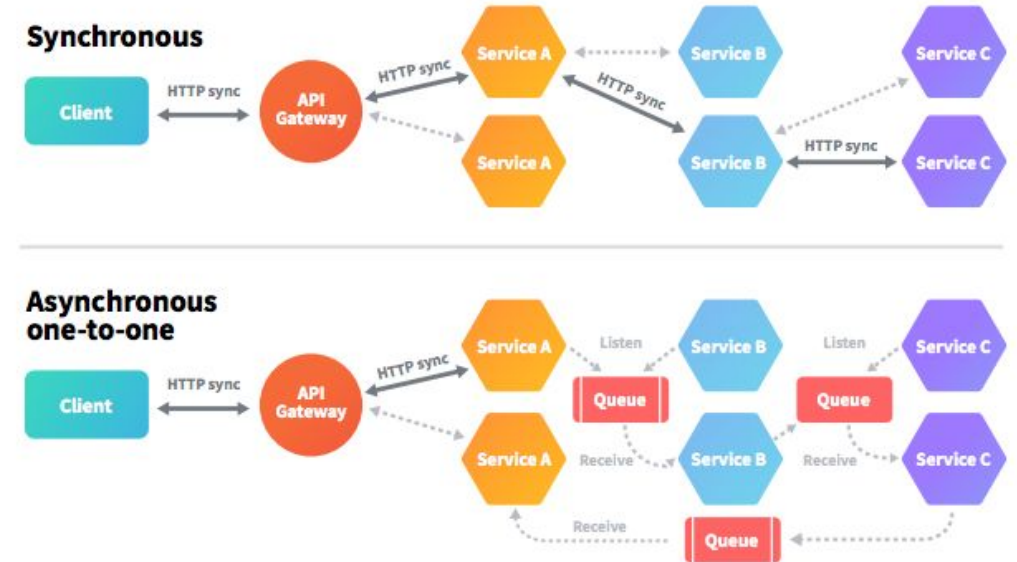 Synchronous
Client
HTTP sync
API
Gateway
HTTP sync
Service A
Service A
HTTP sync
Service B
Service B
HTTP sync
Service C
Service C
Asynchronous
one-to-one
Client
HTTP sync
API
Gateway
HTTP sync
Service A
Service A
Listen
Queue
Receive
Service B
Service B
Listen
Queue
Receive
Service C
Service C
Receive
Queue